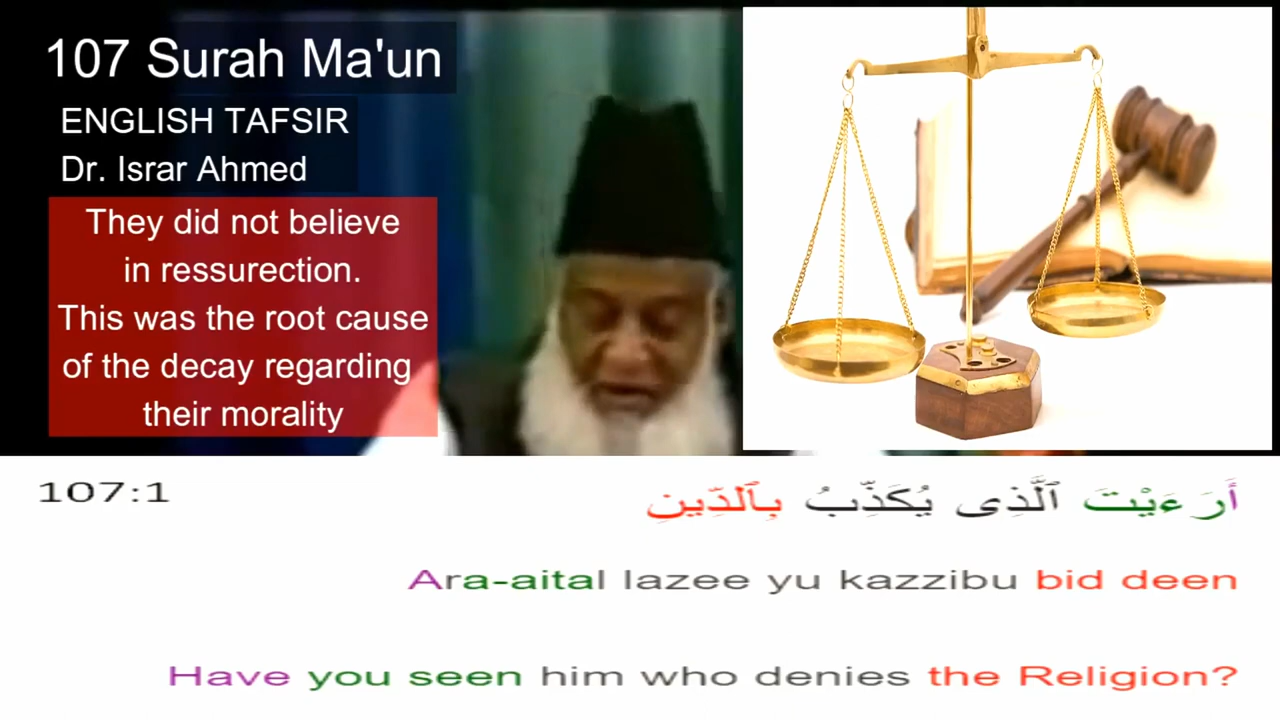 107 Surah Ma'un
ENGLISH TAFSIR
Dr. Israr Ahmed
They did not believe
in ressurection.
This was the root cause
of the decay regarding
their morality
107:1
أَرَءَيْتَ ٱلَّذِى يُكَذِّبُ بِٱلدِّينِ
Ara-aital lazee yu kazzibu bid deen
Have you seen him who denies the Religion?